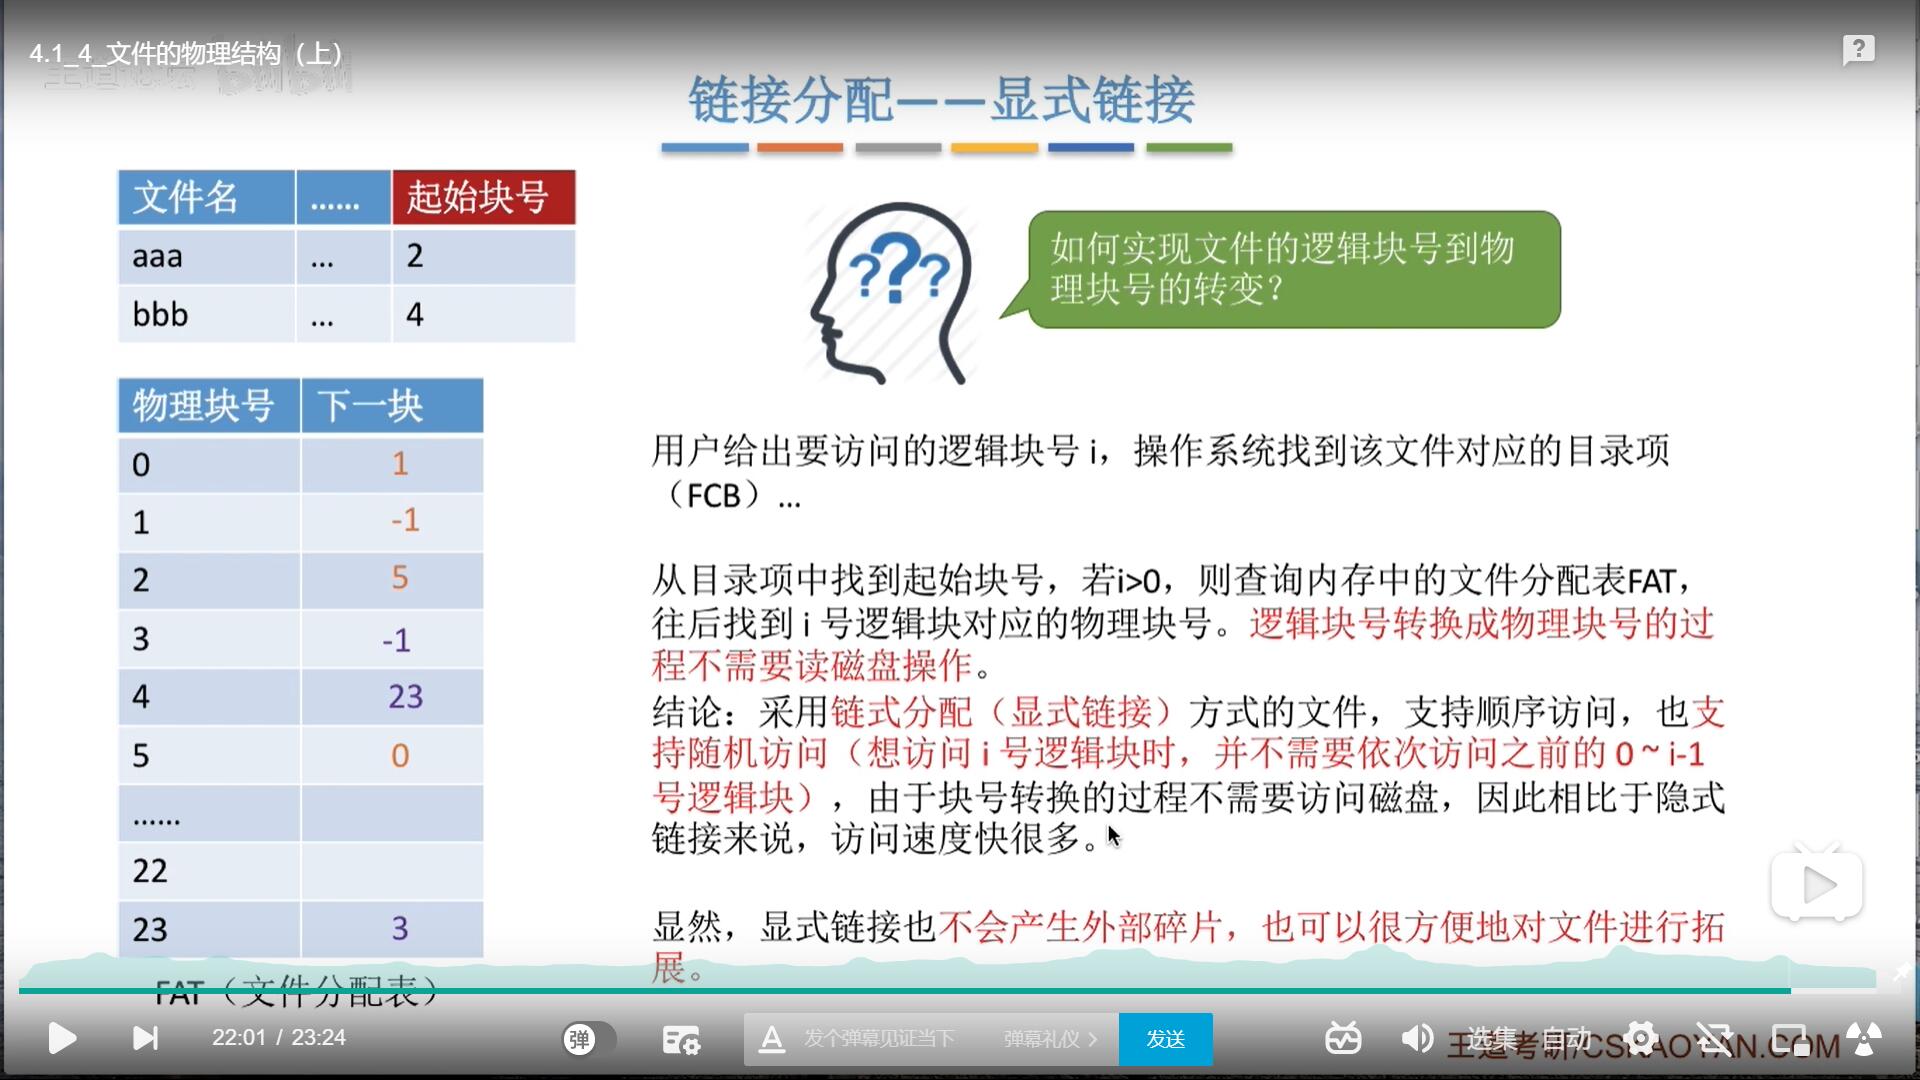 4.1_4_文件的物理结构（上）
链接分配——显式链接
文件名 ...... 起始块号
aaa ... 2
bbb ... 4
如何实现文件的逻辑块号到物
理块号的转变？
物理块号 下一块
0 1
1 -1
2 5
3 -1
4 23
5 0
......
22
23 3
FAT（文件分配表）
用户给出要访问的逻辑块号 i，操作系统找到该文件对应的目录项
（FCB）...
从目录项中找到起始块号，若i>0，则查询内存中的文件分配表FAT，
往后找到 i 号逻辑块对应的物理块号。逻辑块号转换成物理块号的过
程不需要读磁盘操作。
结论：采用链式分配（显式链接）方式的文件，支持顺序访问，也支
持随机访问（想访问 i 号逻辑块时，并不需要依次访问之前的 0 ~ i-1
号逻辑块），由于块号转换的过程不需要访问磁盘，因此相比于隐式
链接来说，访问速度快很多。
显然，显式链接也不会产生外部碎片，也可以很方便地对文件进行拓
展。
22:01 / 23:24
弹
发个弹幕见证当下
弹幕礼仪
发送
选集
自动
王道考研/CSKAOYAN.COM